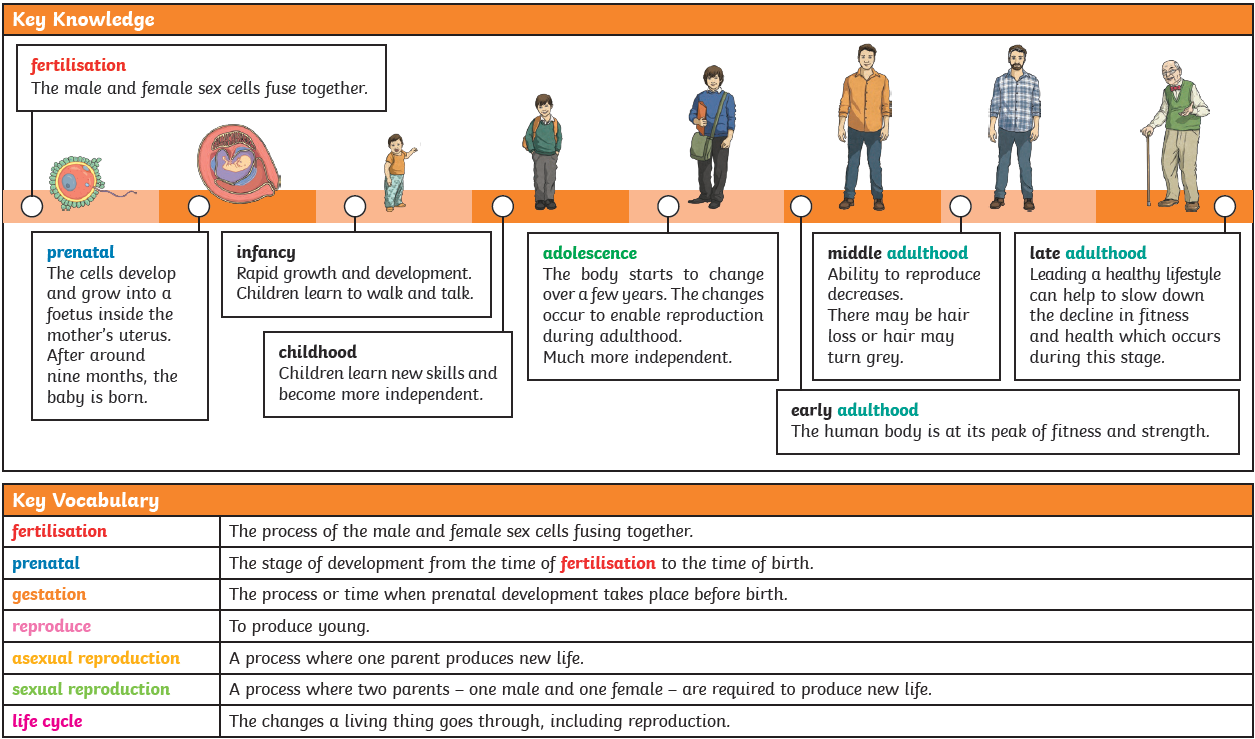 Key Knowledge
fertilisation
The male and female sex cells fuse together.
prenatal
The cells develop
and grow into a
foetus inside the
mother's uterus.
After around
nine months, the
baby is born.
infancy
Rapid growth and development.
Children learn to walk and talk.
childhood
Children learn new skills and
become more independent.
adolescence
The body starts to change
over a few years. The changes
occur to enable reproduction
during adulthood.
Much more independent.
early adulthood
The human body is at its peak of fitness and strength.
middle adulthood
Ability to reproduce
decreases.
There may be hair
loss or hair may
turn grey.
late adulthood
Leading a healthy lifestyle
can help to slow down
the decline in fitness
and health which occurs
during this stage.
Key Vocabulary
fertilisation The process of the male and female sex cells fusing together.
prenatal The stage of development from the time of fertilisation to the time of birth.
gestation The process or time when prenatal development takes place before birth.
reproduce To produce young.
asexual reproduction A process where one parent produces new life.
sexual reproduction A process where two parents – one male and one female – are required to produce new life.
life cycle The changes a living thing goes through, including reproduction.